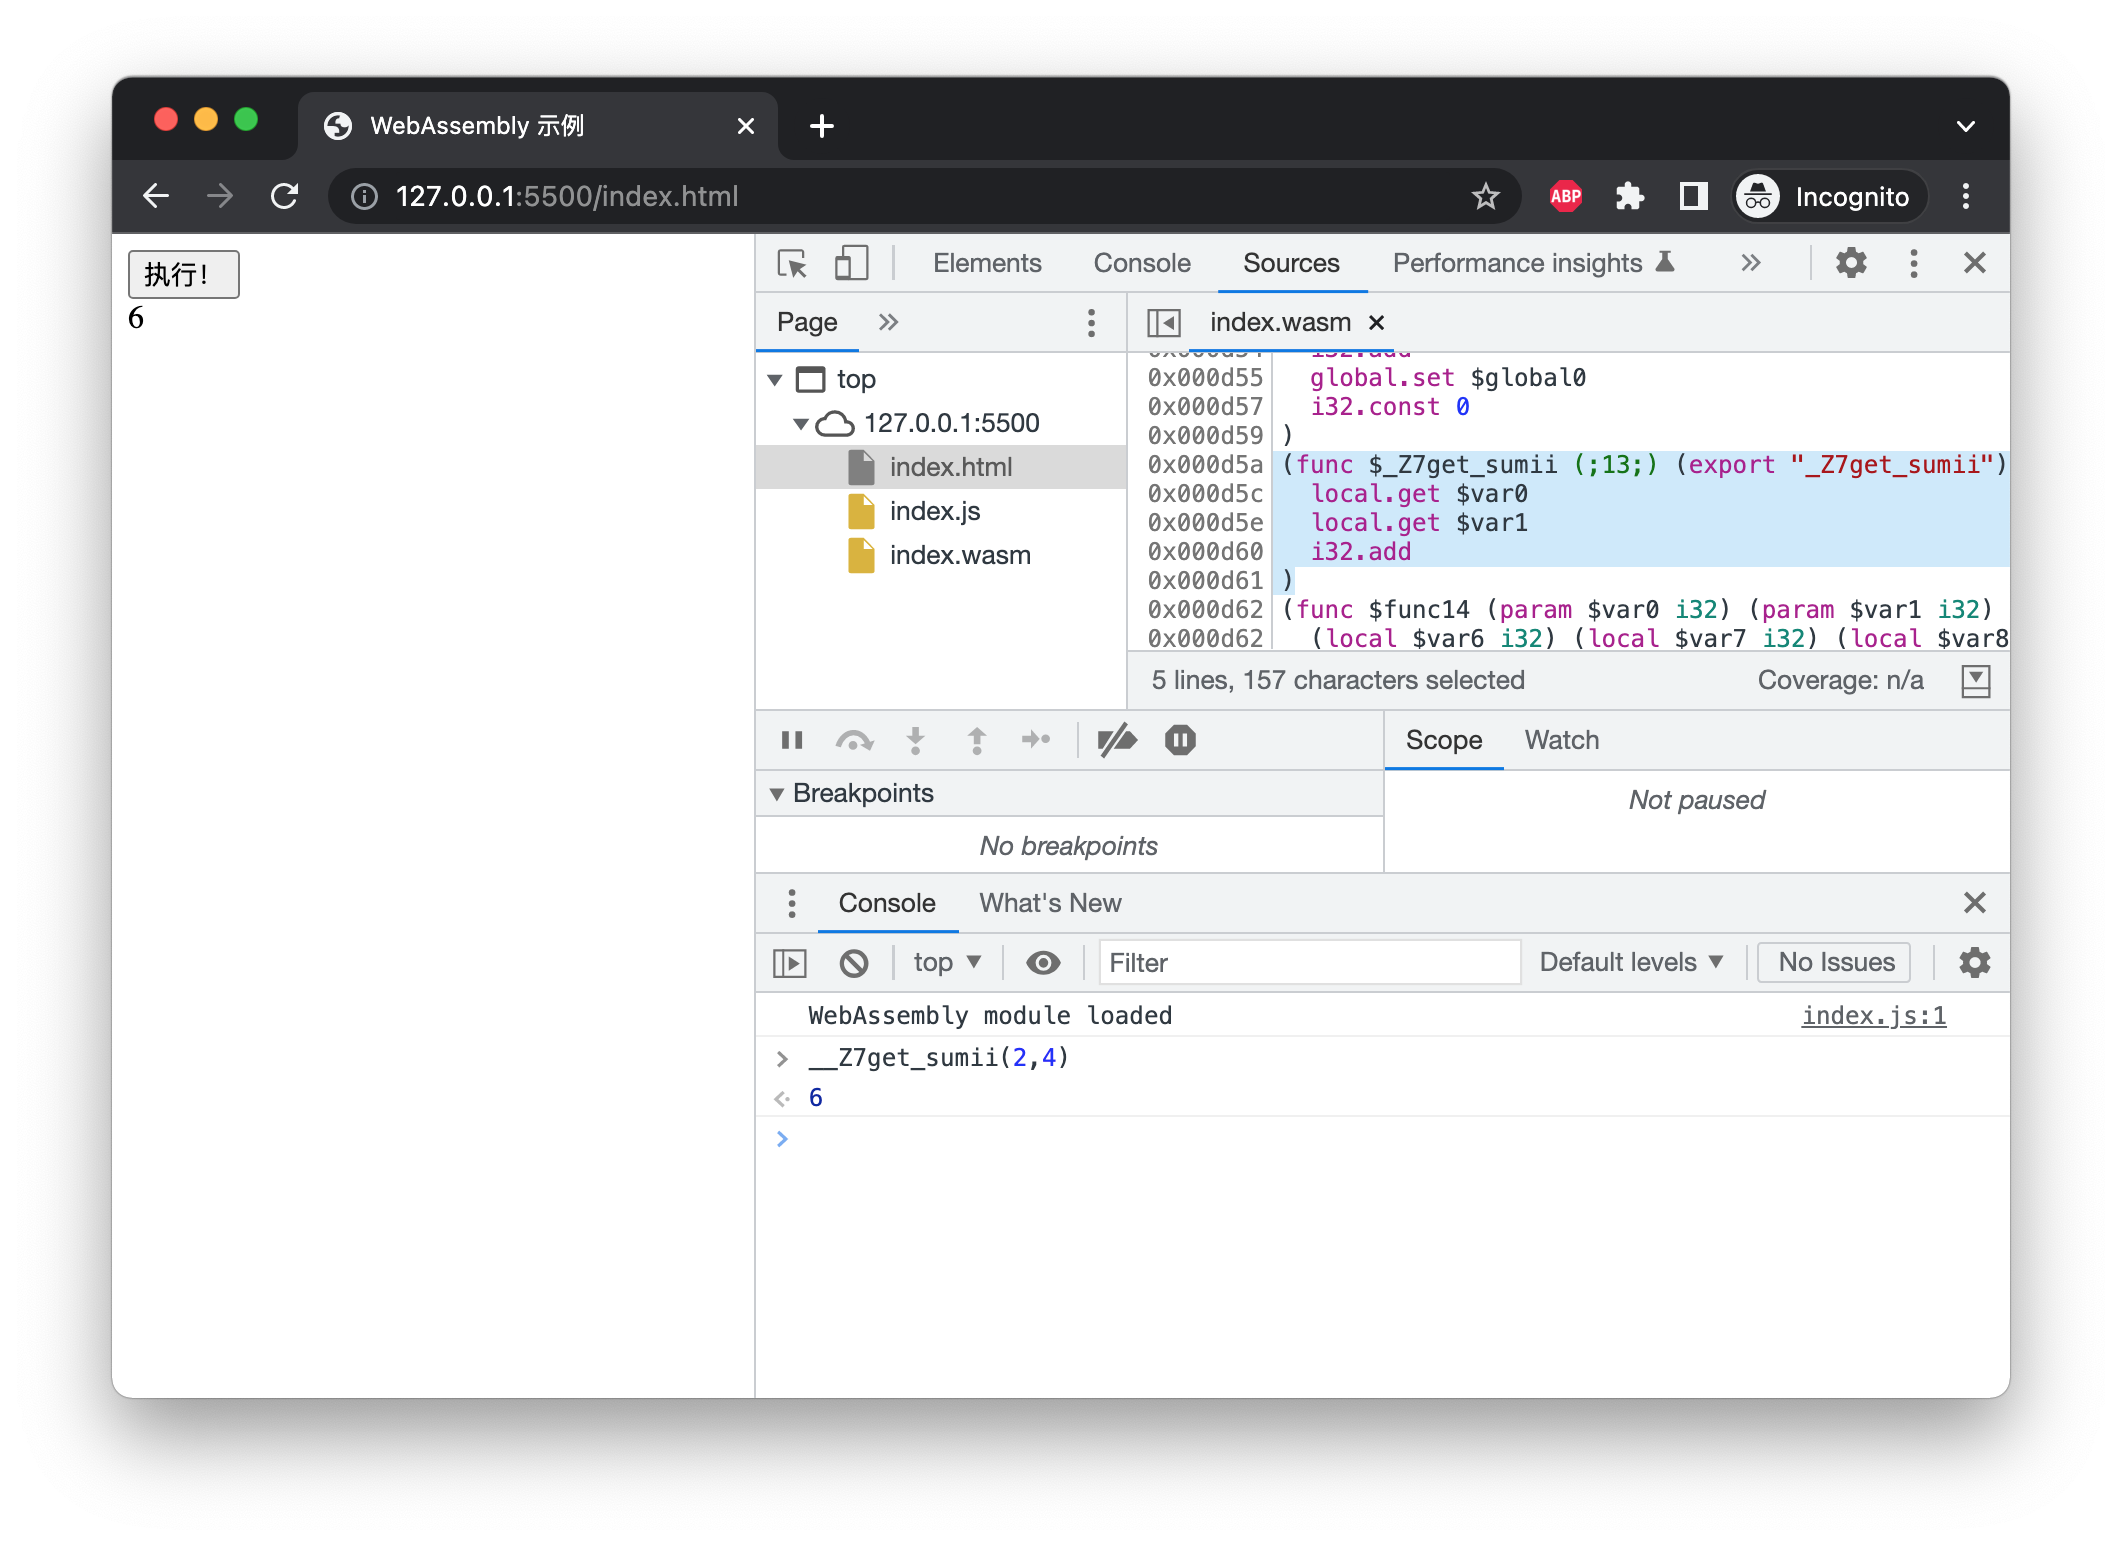 WebAssembly 示例
127.0.0.1:5500/index.html
ABP
Incognito
执行！
6
Elements Console Sources Performance insights
Page
index.wasm
top
127.0.0.1:5500
index.html
index.js
index.wasm
i32.add
0x000d55 global.set $global0
0x000d57 i32.const 0
0x000d59 )
0x000d5a (func $_Z7get_sumii (;13;) (export "_Z7get_sumii")
0x000d5c local.get $var0
0x000d5e local.get $var1
0x000d60 i32.add
0x000d61 )
0x000d62 (func $func14 (param $var0 i32) (param $var1 i32)
0x000d62 (local $var6 i32) (local $var7 i32) (local $var8
5 lines, 157 characters selected Coverage: n/a
Scope Watch
Breakpoints
Not paused
No breakpoints
Console What's New
top Filter Default levels No Issues
WebAssembly module loaded index.js:1
__Z7get_sumii(2,4)
6